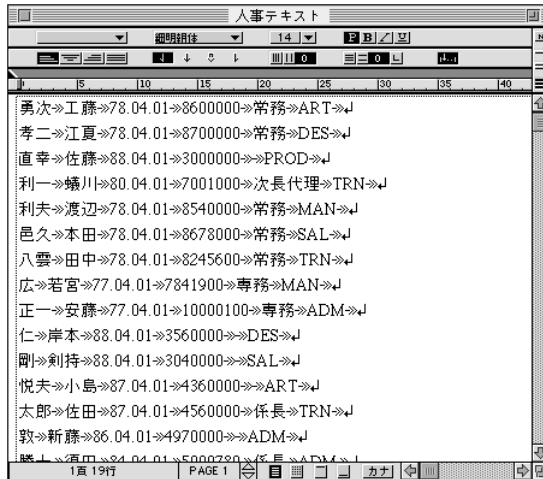 人事テキスト
細明朝体 14 P B I U
0 0
5 10 15 20 25 30 35 40
勇次→工藤→78.04.01→8600000→常務→ART→↲
孝二→江夏→78.04.01→8700000→常務→DES→↲
直幸→佐藤→88.04.01→3000000→→PROD→↲
利一→蟻川→80.04.01→7001000→次長代理→TRN→↲
利夫→渡辺→78.04.01→8540000→常務→MAN→↲
邑久→本田→78.04.01→8678000→常務→SAL→↲
八雲→田中→78.04.01→8245600→常務→TRN→↲
広→若宮→77.04.01→7841900→専務→MAN→↲
正一→安藤→77.04.01→10000100→専務→ADM→↲
仁→岸本→88.04.01→3560000→→DES→↲
剛→剣持→88.04.01→3040000→→SAL→↲
悦夫→小島→87.04.01→4360000→→ART→↲
太郎→佐田→87.04.01→4560000→係長→TRN→↲
敦→新藤→86.04.01→4970000→→ADM→↲
1頁 19行 PAGE 1 カナ